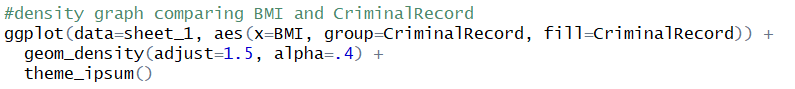 #density graph comparing BMI and CriminalRecord
ggplot(data=sheet_1, aes(x=BMI, group=CriminalRecord, fill=CriminalRecord)) +
  geom_density(adjust=1.5, alpha=.4) +
  theme_ipsum()